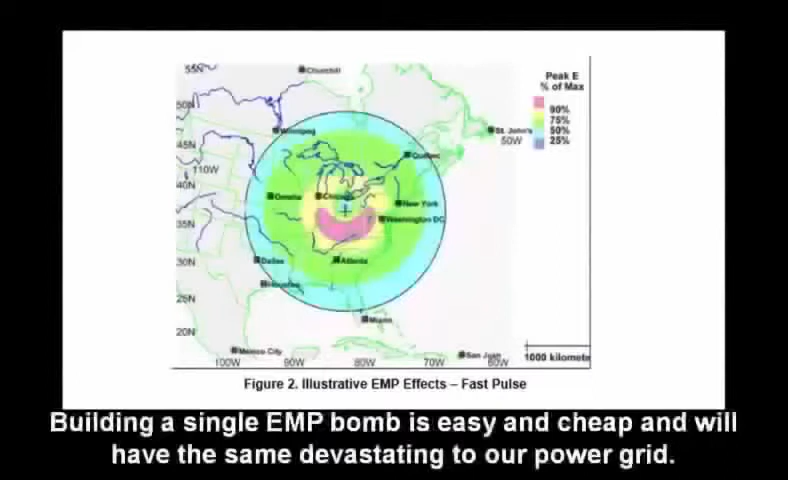 55N
Churchill
Peak E
% of Max
50N
90%
75%
50%
25%
Winnipeg
St. John's
50W
45N
Quebec
110W
40N
Omaha
Chicago
New York
35N
Washington DC
30N
Dallas
Atlanta
25N
Houston
20N
Miami
Mexico City
San Juan
1000 kilomete
100W
90W
80W
70W
60W
Figure 2. Illustrative EMP Effects – Fast Pulse
Building a single EMP bomb is easy and cheap and will
have the same devastating to our power grid.